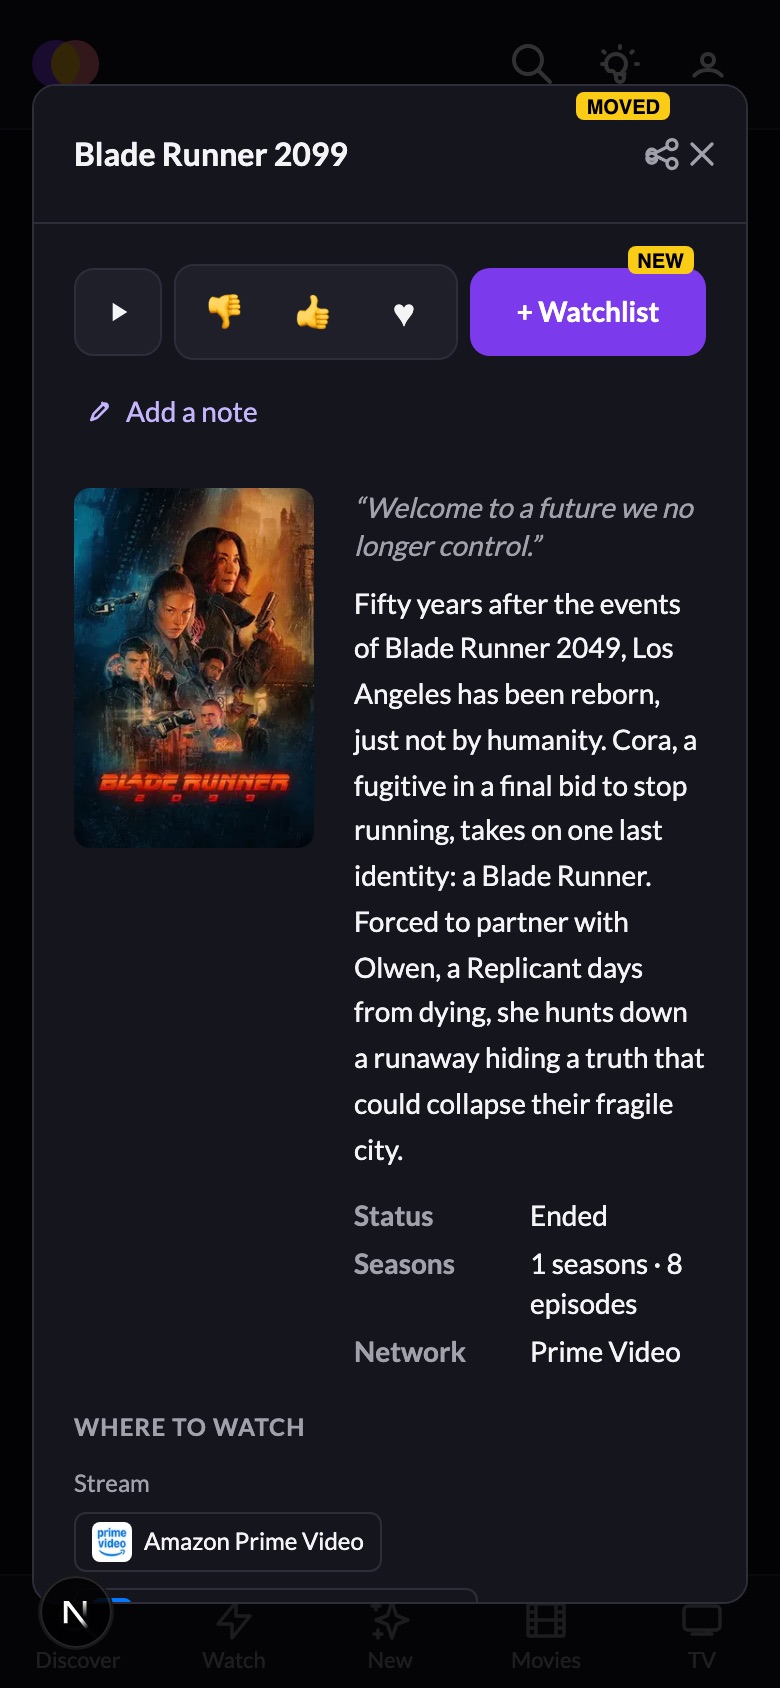 MOVED
Blade Runner 2099
NEW
+ Watchlist
Add a note
“Welcome to a future we no
longer control.”
Fifty years after the events
of Blade Runner 2049, Los
Angeles has been reborn,
just not by humanity. Cora, a
fugitive in a final bid to stop
running, takes on one last
identity: a Blade Runner.
Forced to partner with
Olwen, a Replicant days
from dying, she hunts down
a runaway hiding a truth that
could collapse their fragile
city.
BLADE RUNNER
2099
Status Ended
Seasons 1 seasons · 8
episodes
Network Prime Video
WHERE TO WATCH
Stream
prime
video
Amazon Prime Video
N
Discover Watch New Movies TV